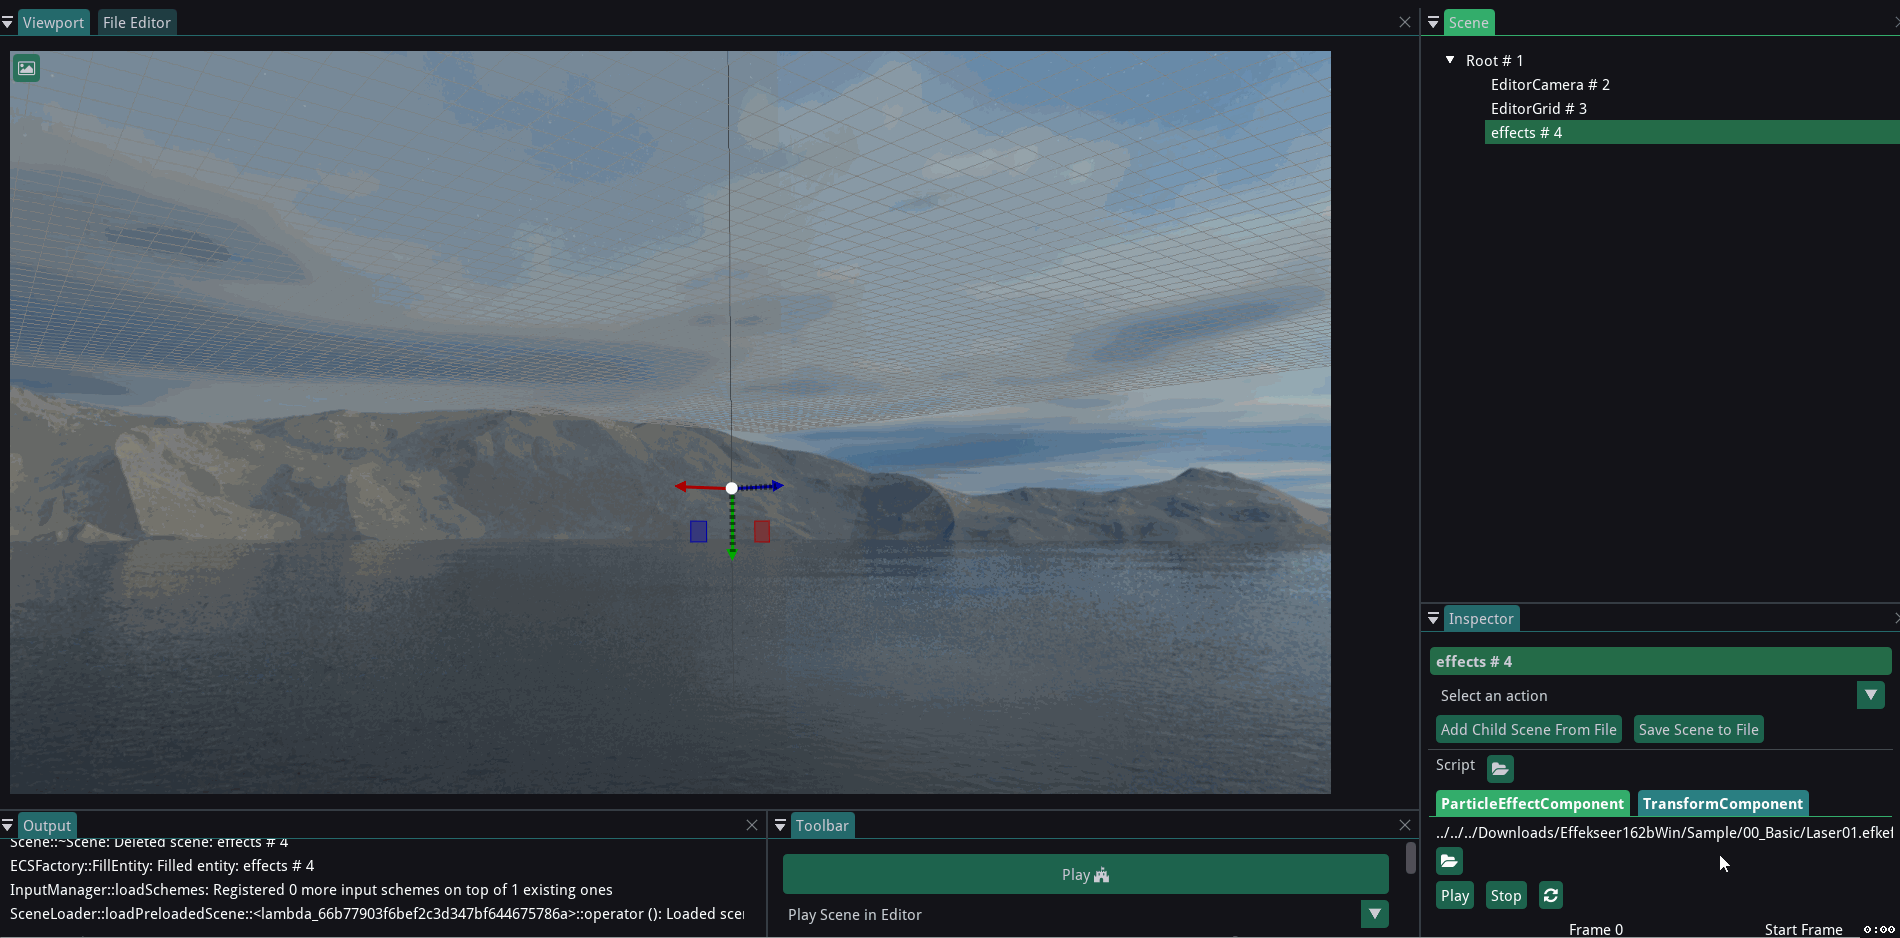 Viewport File Editor
Scene
Root # 1
EditorCamera # 2
EditorGrid # 3
effects # 4
Inspector
effects # 4
Select an action
Add Child Scene From File Save Scene to File
Script
ParticleEffectComponent TransformComponent
../../../Downloads/Effekseer162bWin/Sample/00_Basic/Laser01.efkef
Play Stop
Frame 0 Start Frame 0:00
Output
Scene::~Scene: Deleted scene: effects # 4
ECSFactory::FillEntity: Filled entity: effects # 4
InputManager::loadSchemes: Registered 0 more input schemes on top of 1 existing ones
SceneLoader::loadPreloadedScene::<lambda_66b77903f6bef2c3d347bf644675786a>::operator (): Loaded scen
Toolbar
Play
Play Scene in Editor